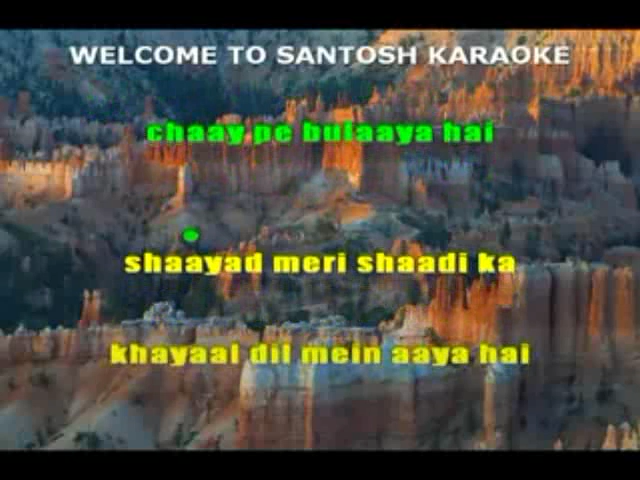 WELCOME TO SANTOSH KARAOKE
chaay pe bulaaya hai
shaayad meri shaadi ka
khayaal dil mein aaya hai